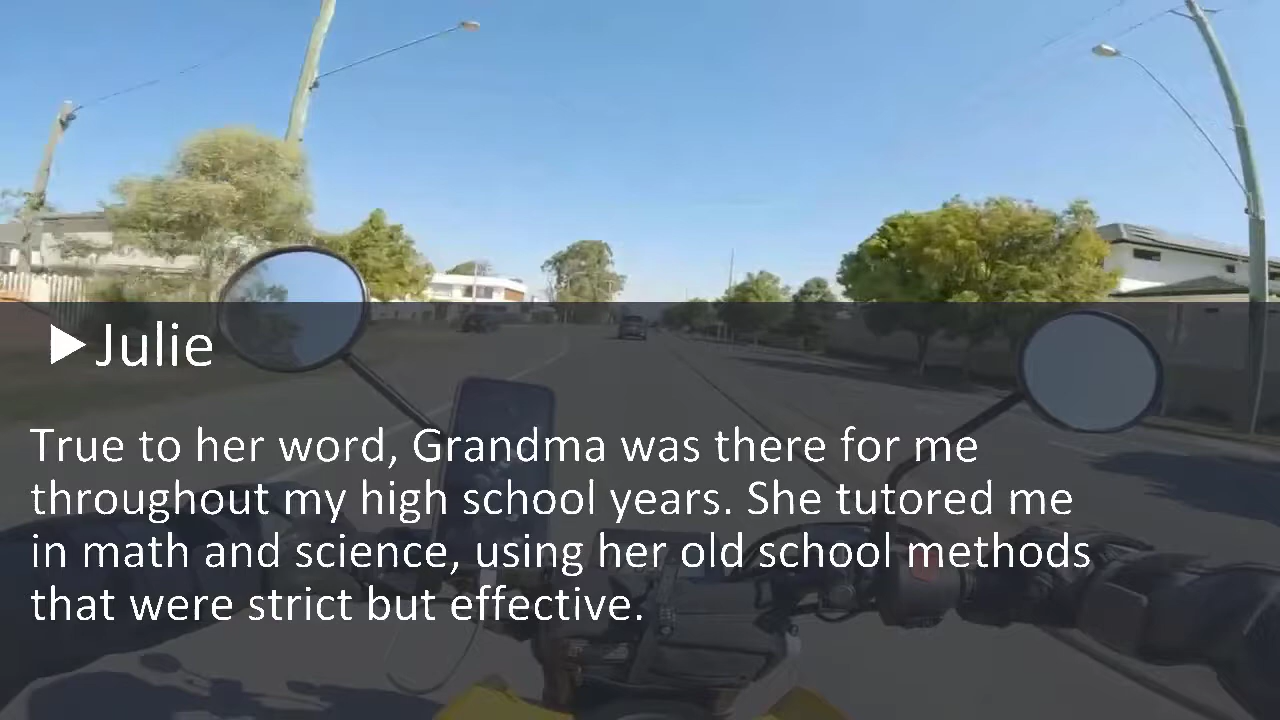 ▶Julie
True to her word, Grandma was there for me
throughout my high school years. She tutored me
in math and science, using her old school methods
that were strict but effective.